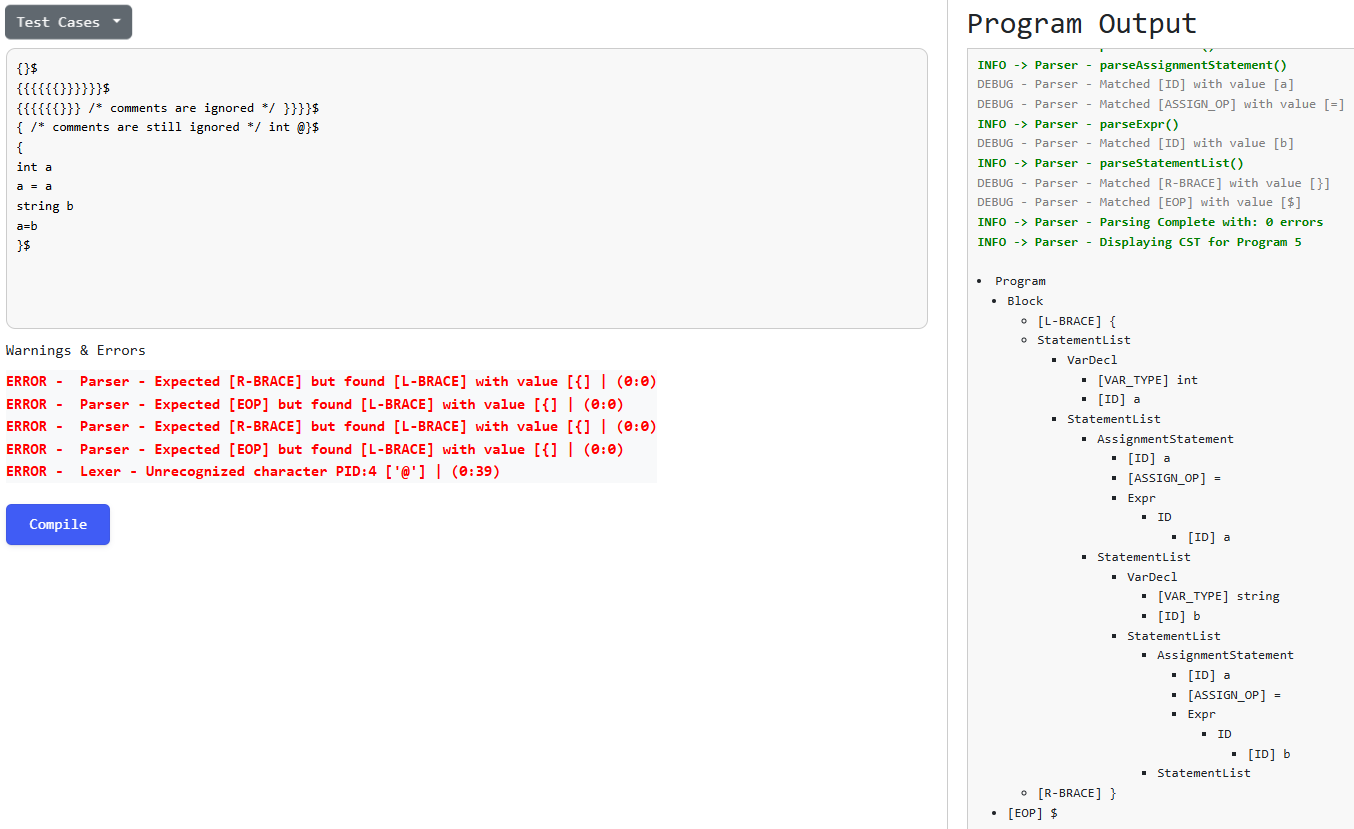 Test Cases
{}$
{{{{{{}}}}}}$
{{{{{{}}} /* comments are ignored */ }}}}$
{ /* comments are still ignored */ int @}$
{
int a
a = a
string b
a=b
}$
Warnings & Errors
ERROR -  Parser - Expected [R-BRACE] but found [L-BRACE] with value [{] | (0:0)
ERROR -  Parser - Expected [EOP] but found [L-BRACE] with value [{] | (0:0)
ERROR -  Parser - Expected [R-BRACE] but found [L-BRACE] with value [{] | (0:0)
ERROR -  Parser - Expected [EOP] but found [L-BRACE] with value [{] | (0:0)
ERROR -  Lexer - Unrecognized character PID:4 ['@'] | (0:39)
Compile
Program Output
INFO -> Parser - parseAssignmentStatement()
DEBUG - Parser - Matched [ID] with value [a]
DEBUG - Parser - Matched [ASSIGN_OP] with value [=]
INFO -> Parser - parseExpr()
DEBUG - Parser - Matched [ID] with value [b]
INFO -> Parser - parseStatementList()
DEBUG - Parser - Matched [R-BRACE] with value [}]
DEBUG - Parser - Matched [EOP] with value [$]
INFO -> Parser - Parsing Complete with: 0 errors
INFO -> Parser - Displaying CST for Program 5
Program
Block
[L-BRACE] {
StatementList
VarDecl
[VAR_TYPE] int
[ID] a
StatementList
AssignmentStatement
[ID] a
[ASSIGN_OP] =
Expr
ID
[ID] a
StatementList
VarDecl
[VAR_TYPE] string
[ID] b
StatementList
AssignmentStatement
[ID] a
[ASSIGN_OP] =
Expr
ID
[ID] b
StatementList
[R-BRACE] }
[EOP] $